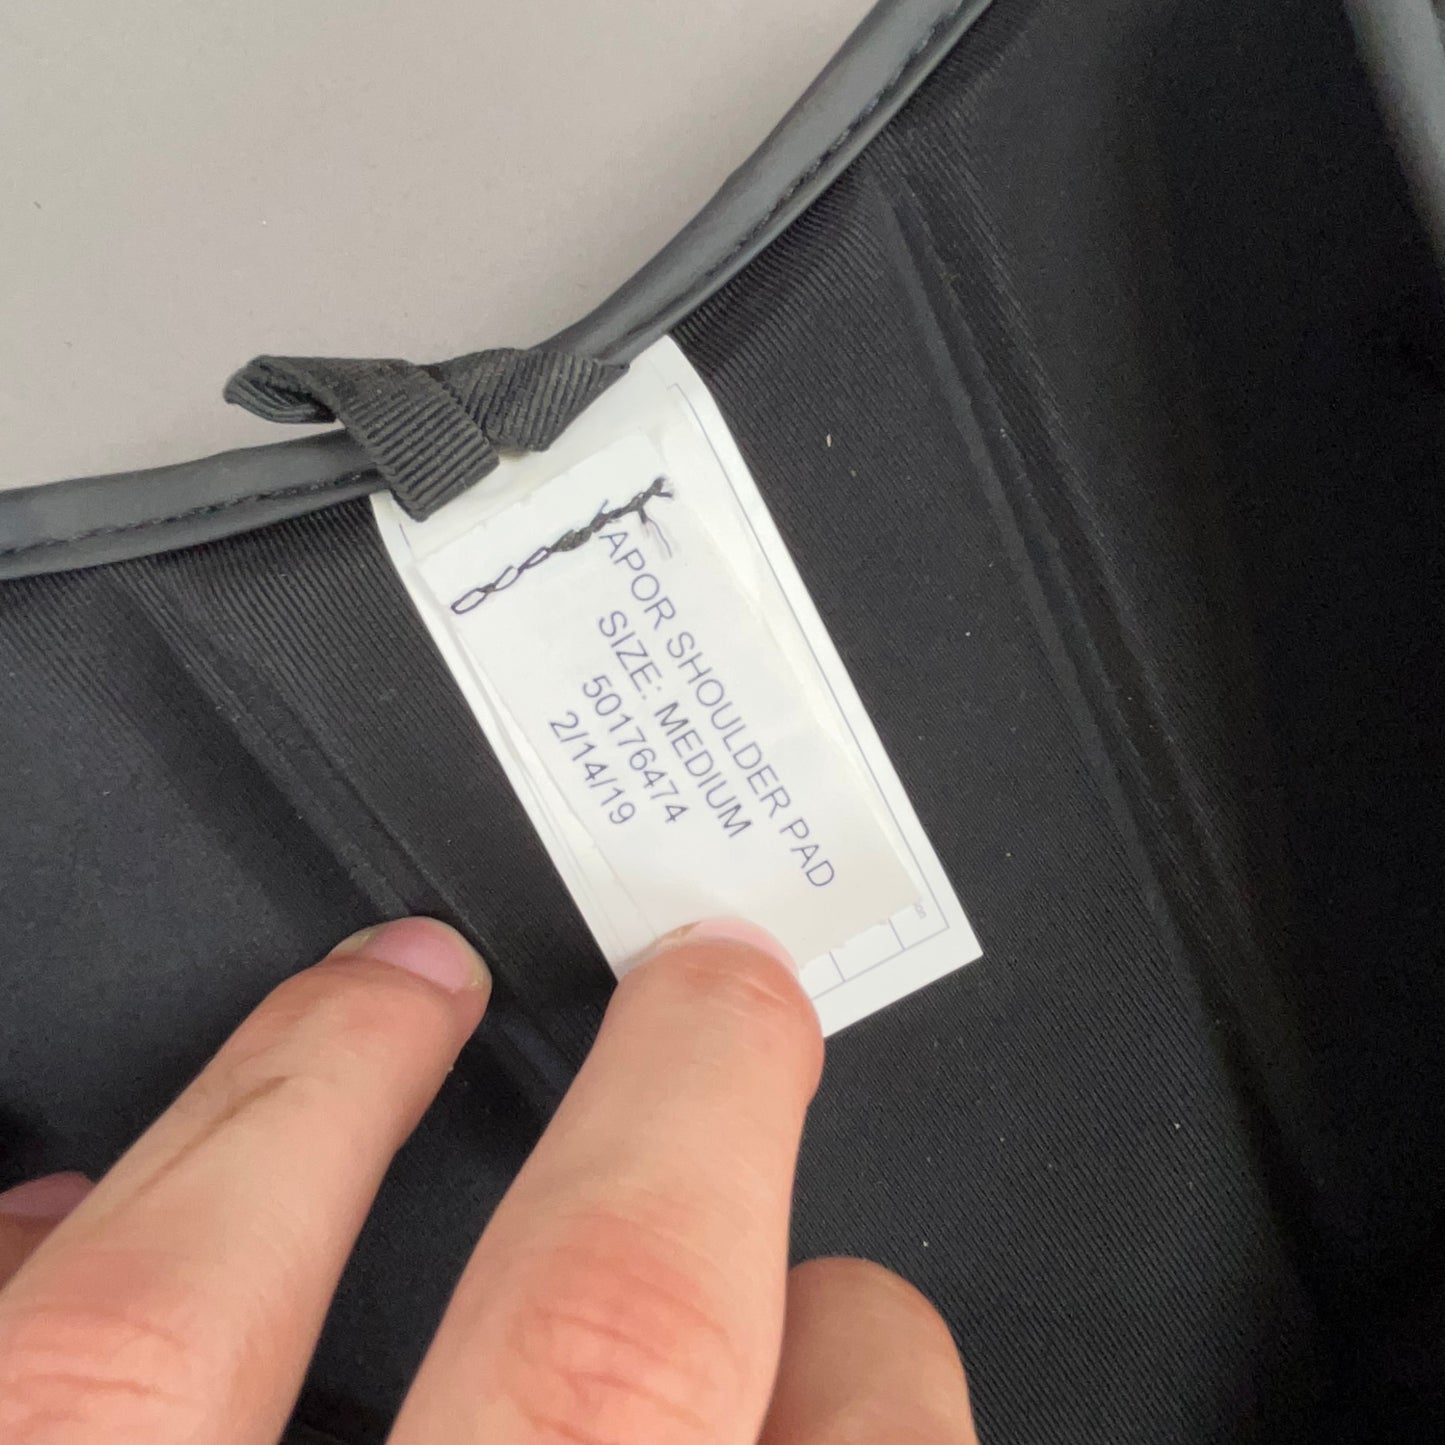 APOR SHOULDER PAD
SIZE: MEDIUM
50176474
2/14/19